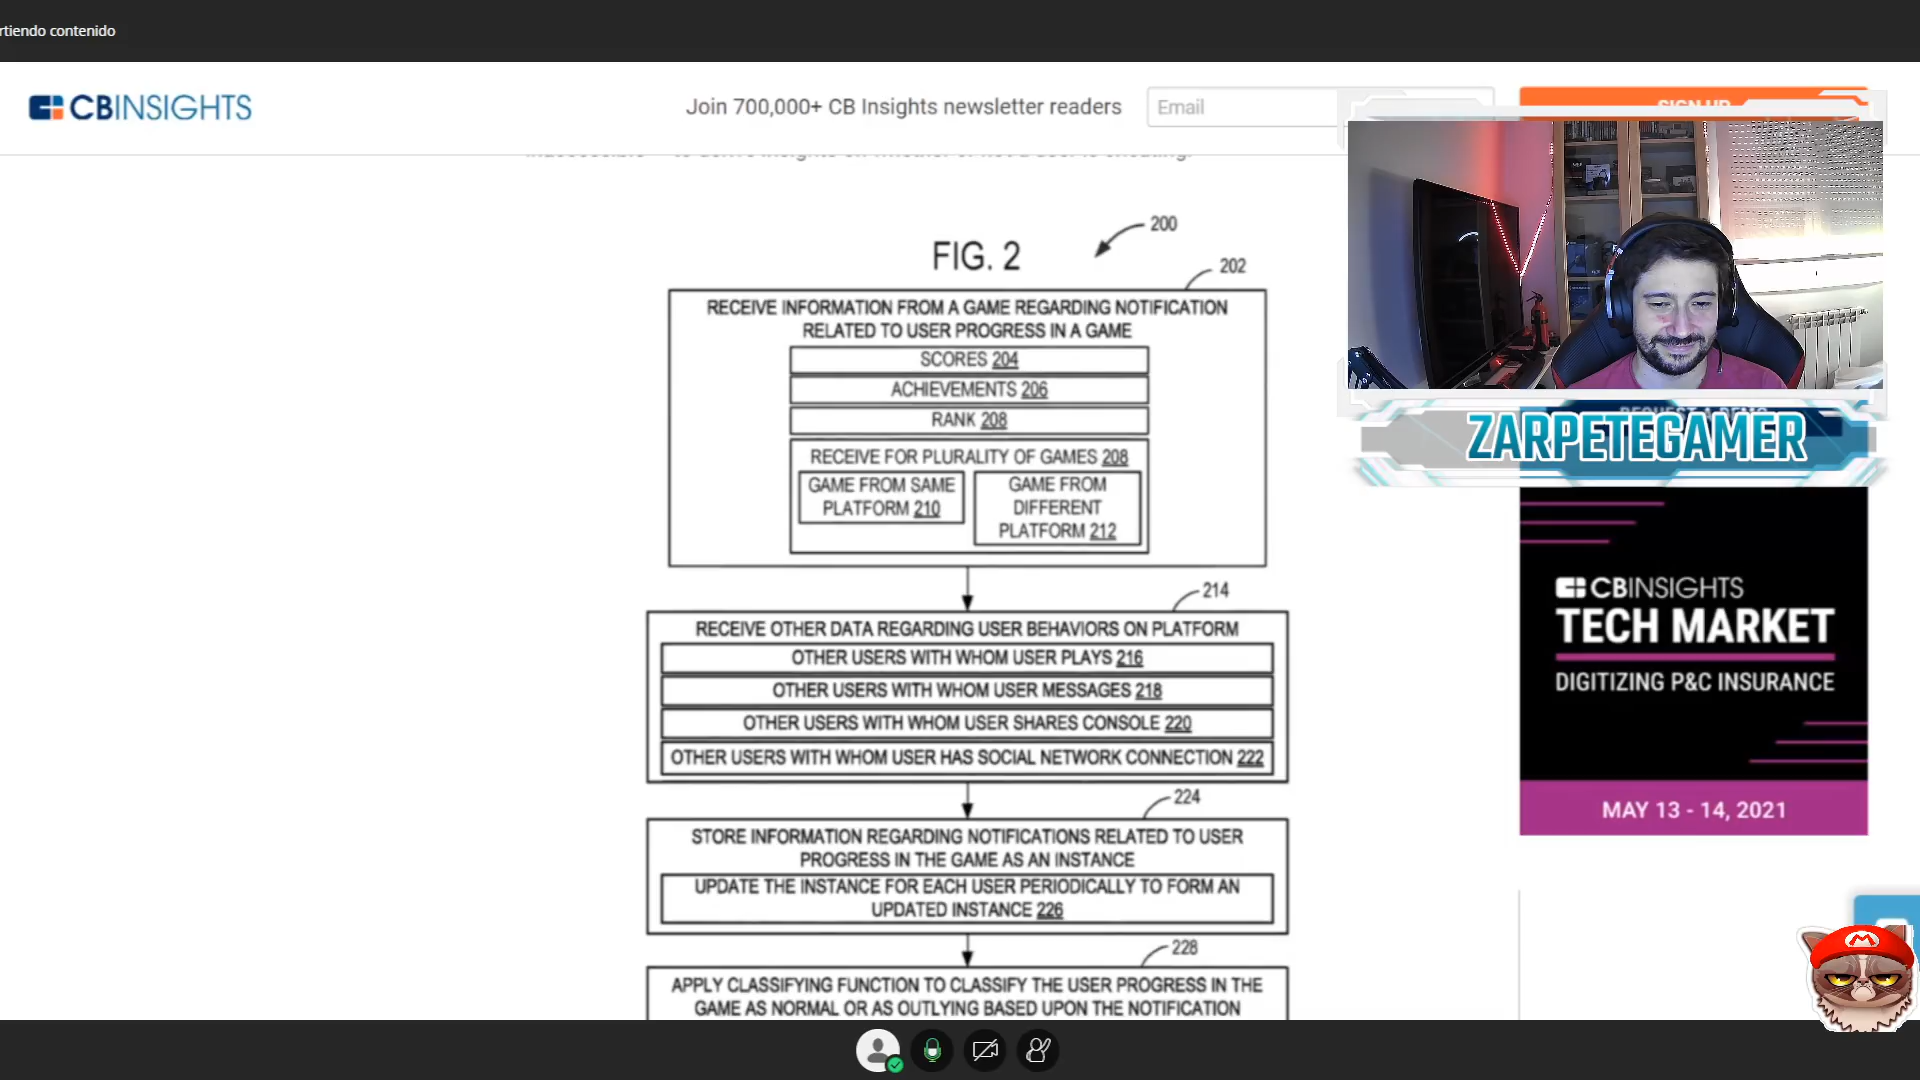 rtiendo contenido
CBINSIGHTS
Join 700,000+ CB Insights newsletter readers
Email
SIGN UP
FIG. 2
200
202
RECEIVE INFORMATION FROM A GAME REGARDING NOTIFICATION
RELATED TO USER PROGRESS IN A GAME
SCORES 204
ACHIEVEMENTS 206
RANK 208
RECEIVE FOR PLURALITY OF GAMES 208
GAME FROM SAME
PLATFORM 210
GAME FROM
DIFFERENT
PLATFORM 212
214
RECEIVE OTHER DATA REGARDING USER BEHAVIORS ON PLATFORM
OTHER USERS WITH WHOM USER PLAYS 216
OTHER USERS WITH WHOM USER MESSAGES 218
OTHER USERS WITH WHOM USER SHARES CONSOLE 220
OTHER USERS WITH WHOM USER HAS SOCIAL NETWORK CONNECTION 222
224
STORE INFORMATION REGARDING NOTIFICATIONS RELATED TO USER
PROGRESS IN THE GAME AS AN INSTANCE
UPDATE THE INSTANCE FOR EACH USER PERIODICALLY TO FORM AN
UPDATED INSTANCE 226
228
APPLY CLASSIFYING FUNCTION TO CLASSIFY THE USER PROGRESS IN THE
GAME AS NORMAL OR AS OUTLYING BASED UPON THE NOTIFICATION
ZARPETEGAMER
CBINSIGHTS
TECH MARKET
DIGITIZING P&C INSURANCE
MAY 13 - 14, 2021
M